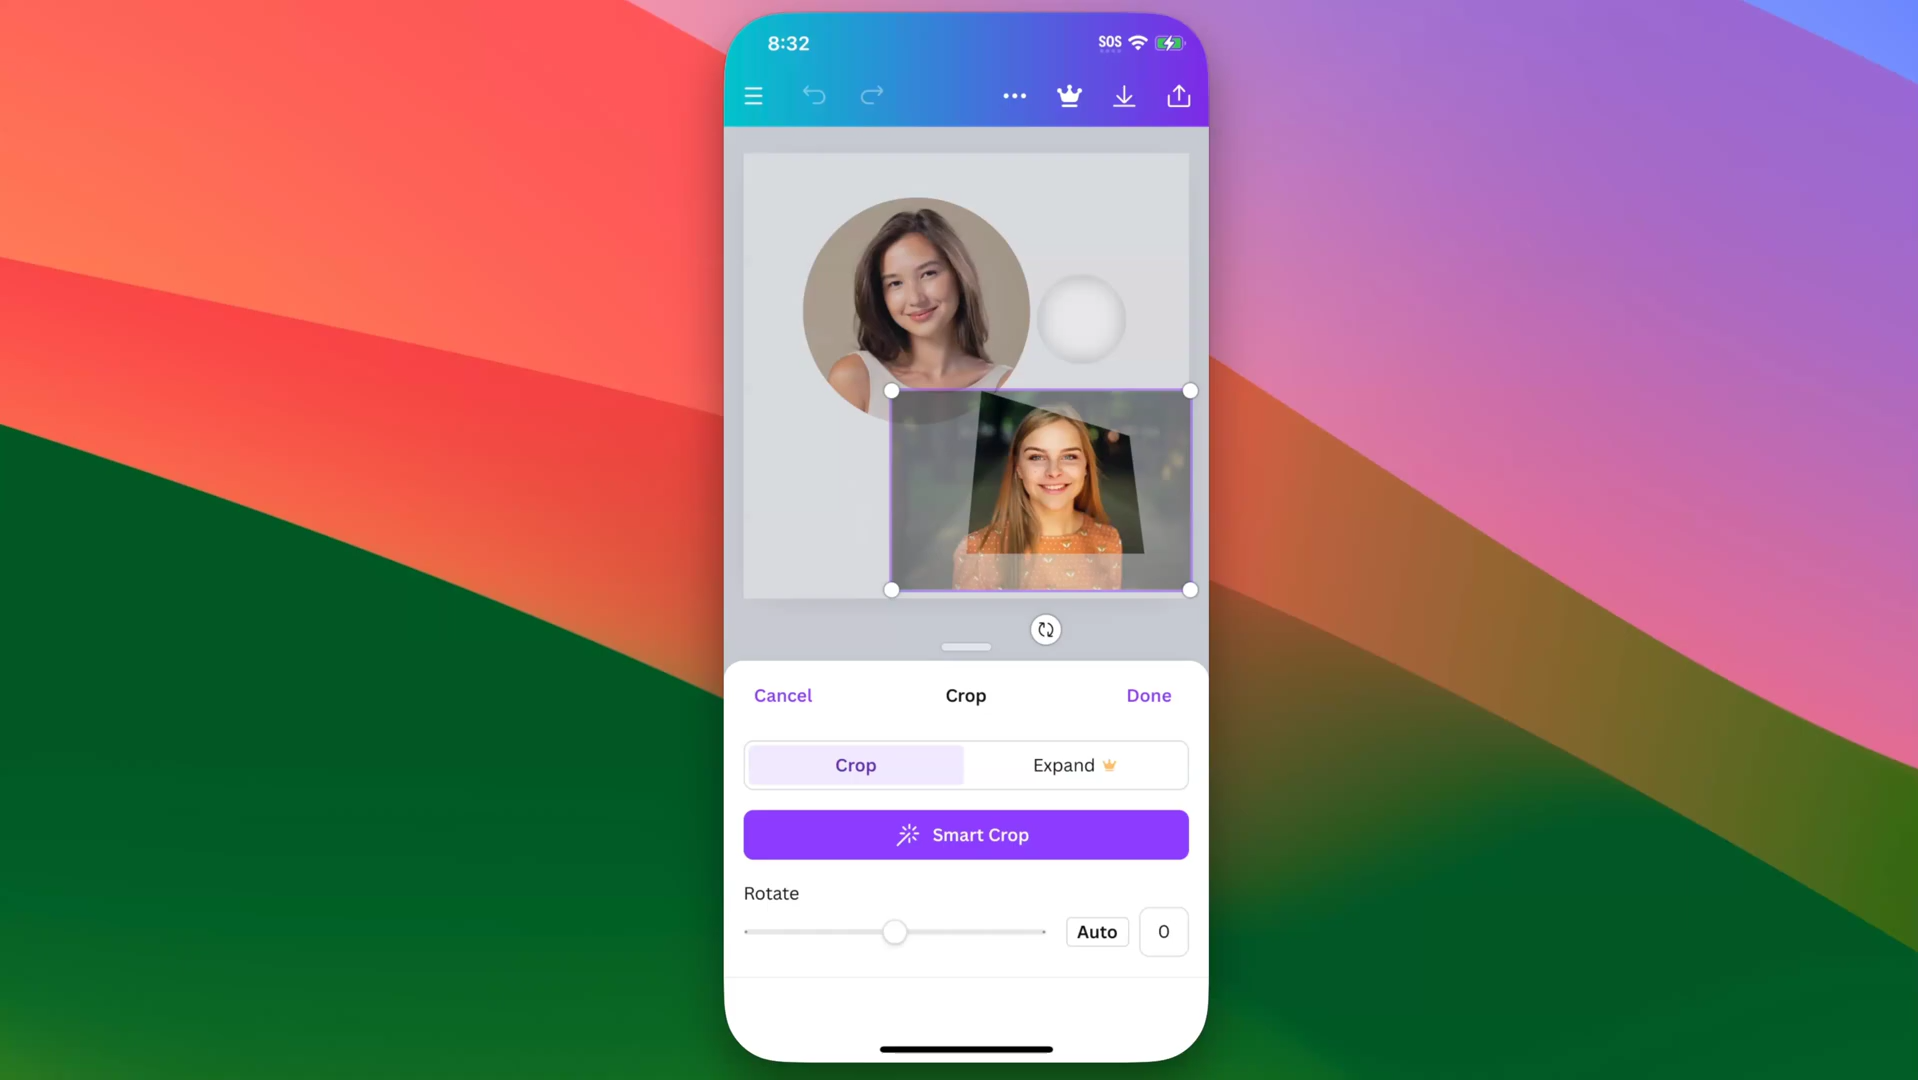 8:32
SOS
Cancel
Crop
Done
Crop
Expand
Smart Crop
Rotate
Auto
0